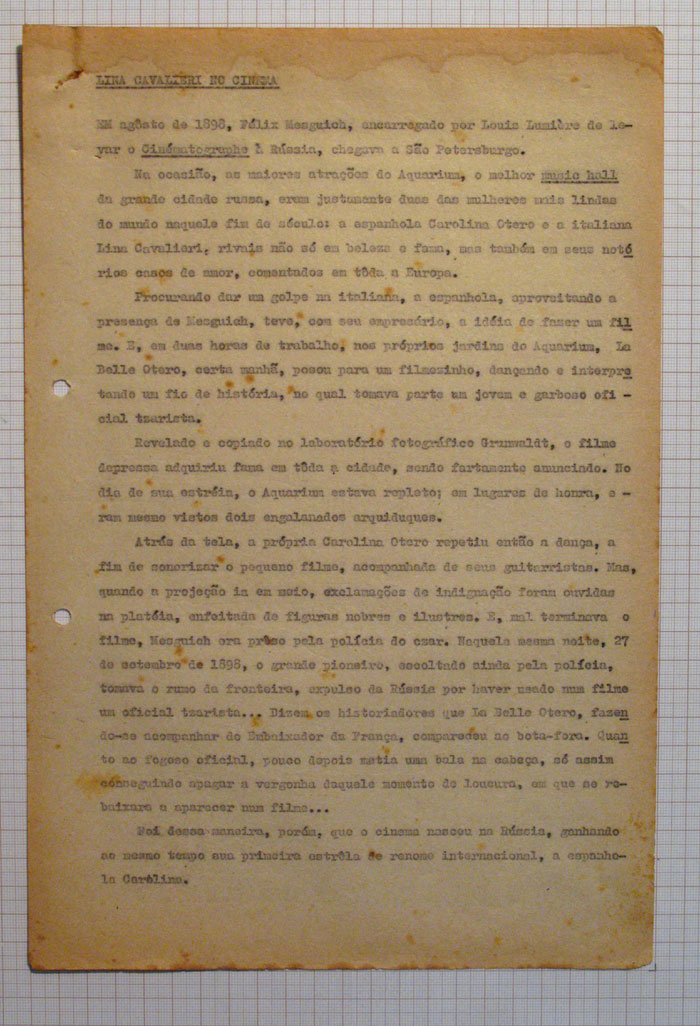 LINA CAVALIERI NO CINEMA
EM agôsto de 1898, Félix Mesguich, encarregado por Louis Lumière de le-
var o Cinématographe à Rússia, chegava a São Petersburgo.
Na ocasião, as maiores atrações do Aquarium, o melhor music hall
da grande cidade russa, eram justamente duas das mulheres mais lindas
do mundo naquele fim de século: a espanhola Carolina Otero e a italiana
Lina Cavalieri, rivais não só em beleza e fama, mas também em seus notó
rios casos de amor, comentados em tôda a Europa.
Procurando dar um golpe na italiana, a espanhola, aproveitando a
presença de Mesguich, teve, com seu empresário, a idéia de fazer um fil
me. E, em duas horas de trabalho, nos próprios jardins do Aquarium, La
Belle Otero, certa manhã, posou para um filmezinho, dançando e interpre
tando um fio de história, no qual tomava parte um jovem e garboso ofi -
cial tzarista.
Revelado e copiado no laboratório fotográfico Grunwaldt, o filme
depressa adquiriu fama em tôda a cidade, sendo fartamente anunciado. No
dia de sua estréia, o Aquarium estava repleto; em lugares de honra, e -
ram mesmo vistos dois engalanados arquiduques.
Atrás da tela, a própria Carolina Otero repetiu então a dança, a
fim de sonorizar o pequeno filme, acompanhada de seus guitarristas. Mas,
quando a projeção ia em meio, exclamações de indignação foram ouvidas
na platéia, enfeitada de figuras nobres e ilustres. E, mal terminava o
filme, Mesguich era prêso pela polícia do czar. Naquela mesma noite, 27
de setembro de 1898, o grande pioneiro, escoltado ainda pela polícia,
tomava o rumo da fronteira, expulso da Rússia por haver usado num filme
um oficial tzarista... Dizem os historiadores que La Belle Otero, fazen
do-se acompanhar do Embaixador da França, compareceu ao bota-fora. Quan
to ao fogoso oficial, pouco depois metia uma bala na cabeça, só assim
conseguindo apagar a vergonha daquele momento de loucura, em que se re-
baixara a aparecer num filme...
Foi dessa maneira, porém, que o cinema nasceu na Rússia, ganhando
ao mesmo tempo sua primeira estrêla de renome internacional, a espanho-
la Carolina.